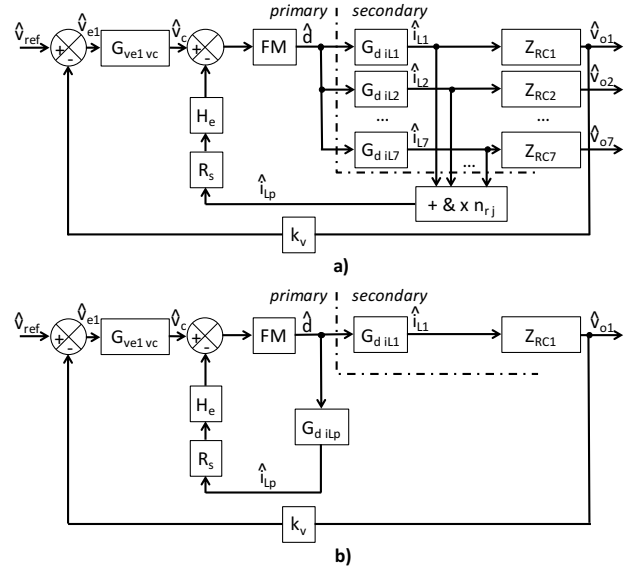 primary secondary
v̂ref v̂e1 Gve1 vc v̂c FM d̂ Gd iL1 îL1 ZRC1 v̂o1
+ - + -
Gd iL2 îL2 ZRC2 v̂o2
... ...
He
Gd iL7 îL7 ZRC7 v̂o7
Rs
...
îLp + & x nr j
kv
a)
primary secondary
v̂ref v̂e1 Gve1 vc v̂c FM d̂ Gd iL1 îL1 ZRC1 v̂o1
+ - + -
He
Gd iLp
Rs
îLp
kv
b)